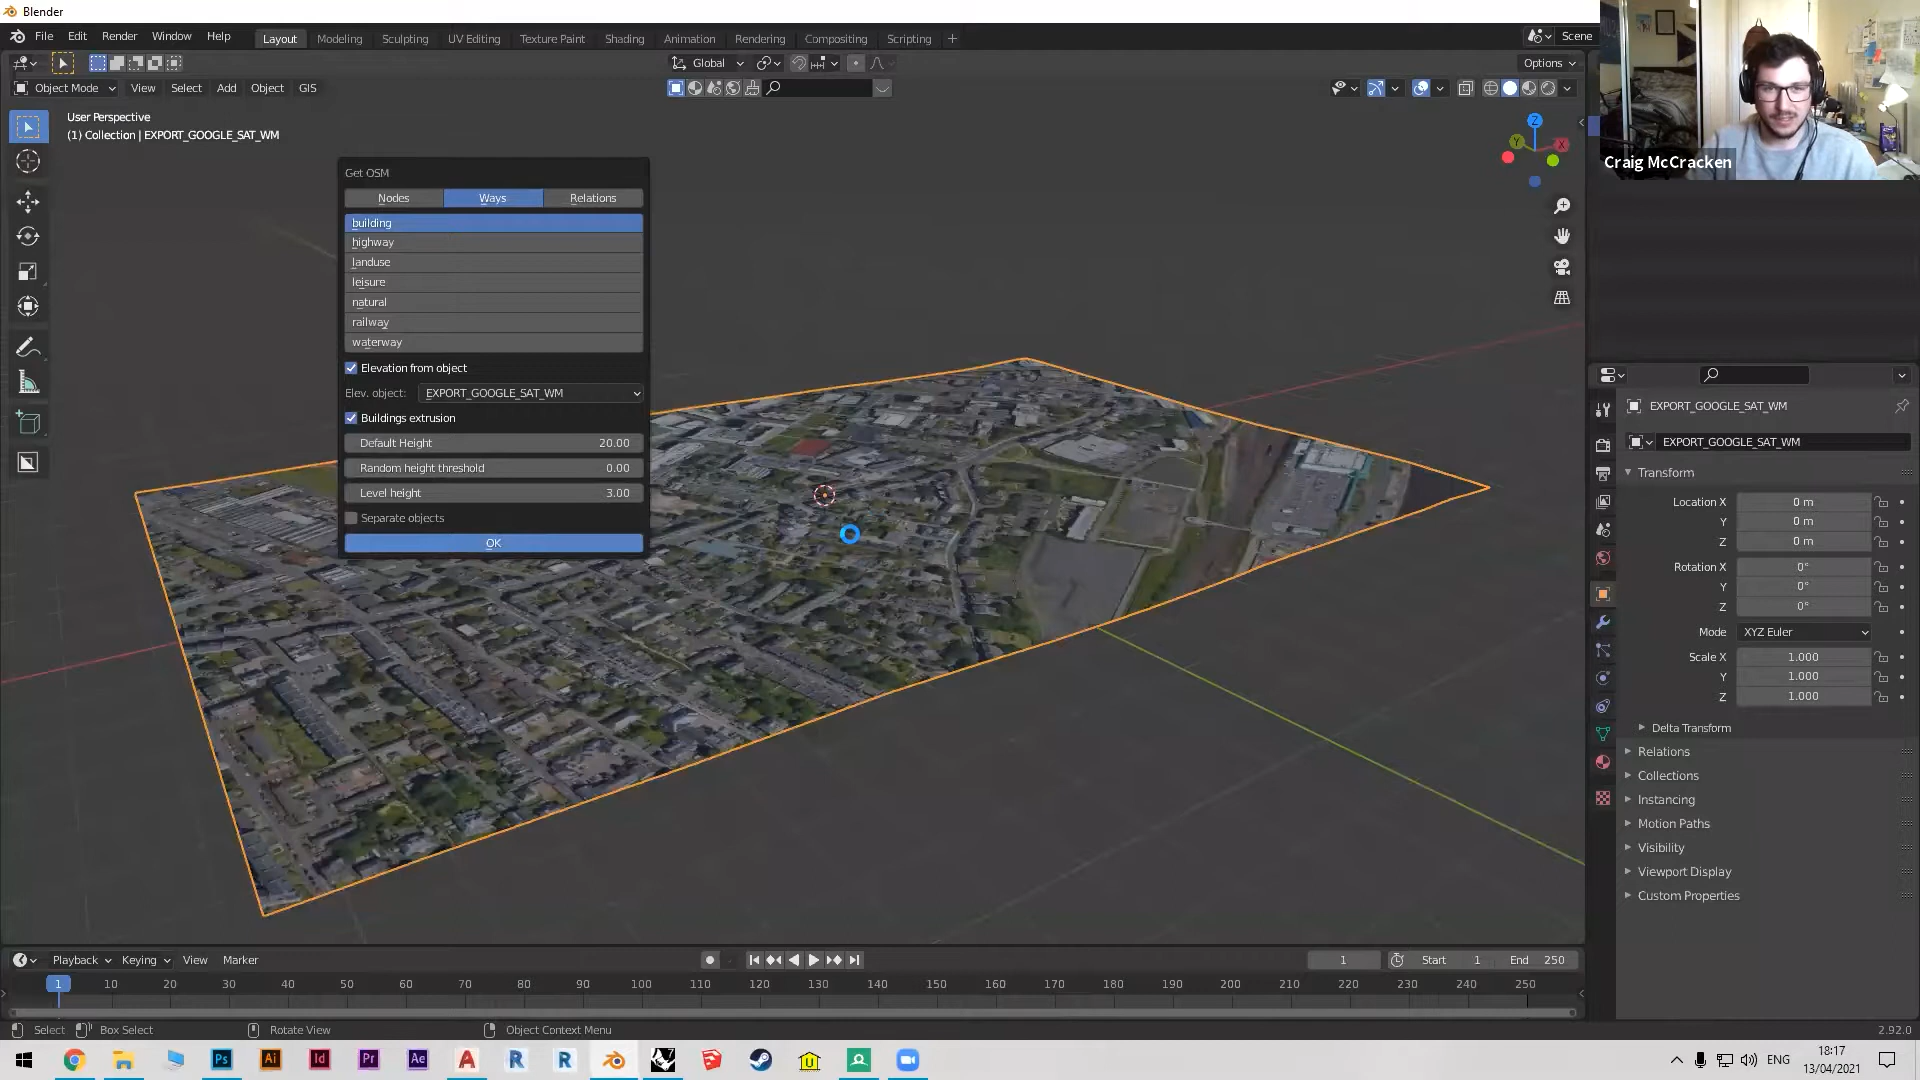 Blender
File Edit Render Window Help
Layout Modeling Sculpting UV Editing Texture Paint Shading Animation Rendering Compositing Scripting +
Scene
Global
Options
Object Mode View Select Add Object GIS
User Perspective
(1) Collection | EXPORT_GOOGLE_SAT_WM
Z
Y
X
Craig McCracken
Get OSM
Nodes Ways Relations
building
highway
landuse
leisure
natural
railway
waterway
Elevation from object
Elev. object: EXPORT_GOOGLE_SAT_WM
Buildings extrusion
Default Height 20.00
Random height threshold 0.00
Level height 3.00
Separate objects
OK
EXPORT_GOOGLE_SAT_WM
EXPORT_GOOGLE_SAT_WM
Transform
Location X 0 m
Y 0 m
Z 0 m
Rotation X 0°
Y 0°
Z 0°
Mode XYZ Euler
Scale X 1.000
Y 1.000
Z 1.000
Delta Transform
Relations
Collections
Instancing
Motion Paths
Visibility
Viewport Display
Custom Properties
Playback Keying View Marker
1 Start 1 End 250
1 10 20 30 40 50 60 70 80 90 100 110 120 130 140 150 160 170 180 190 200 210 220 230 240 250
Select Box Select Rotate View Object Context Menu
2.92.0
Ps Ai Id Pr Ae A R R
ENG
18:17
13/04/2021